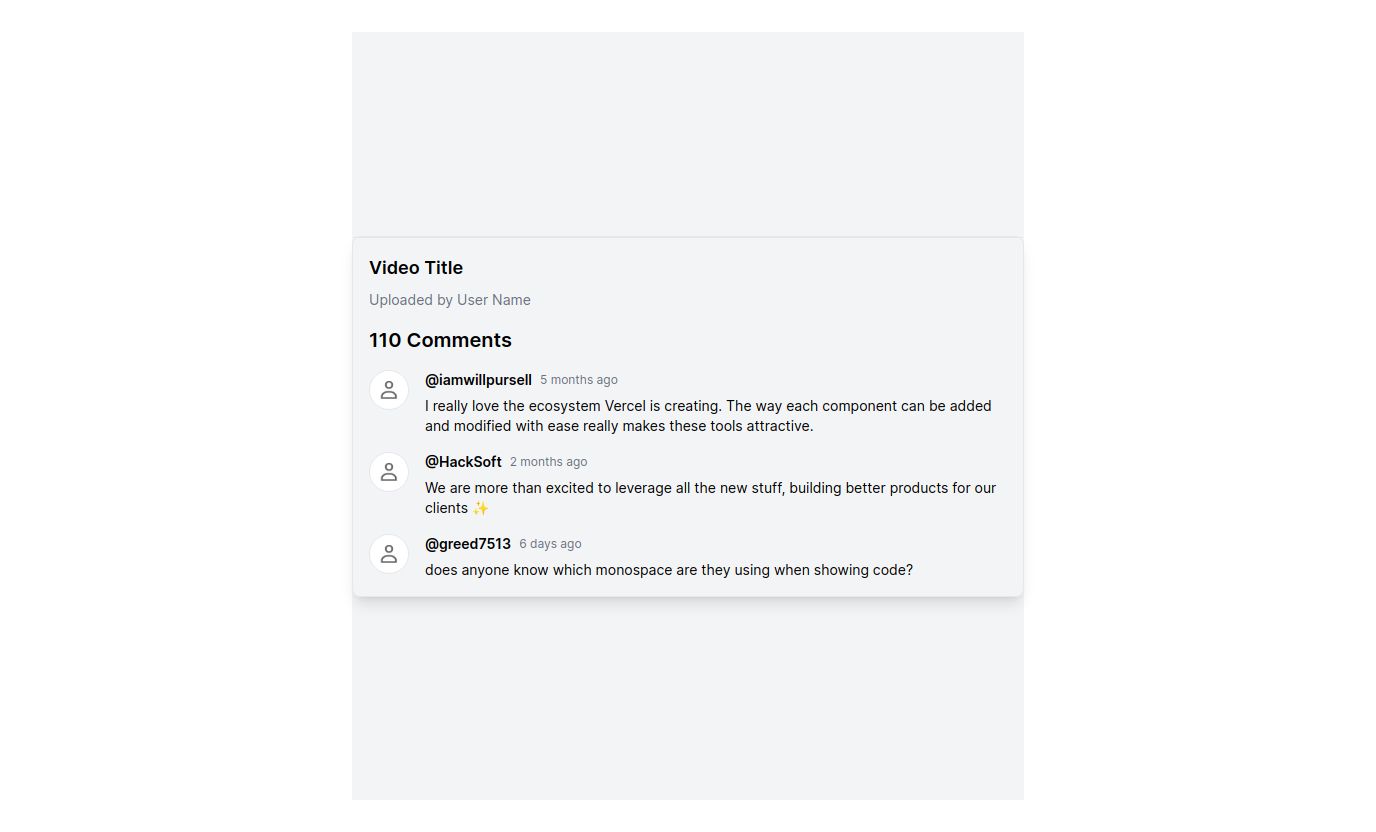 Video Title
Uploaded by User Name
110 Comments
@iamwillpursell 5 months ago
I really love the ecosystem Vercel is creating. The way each component can be added
and modified with ease really makes these tools attractive.
@HackSoft 2 months ago
We are more than excited to leverage all the new stuff, building better products for our
clients ✨
@greed7513 6 days ago
does anyone know which monospace are they using when showing code?